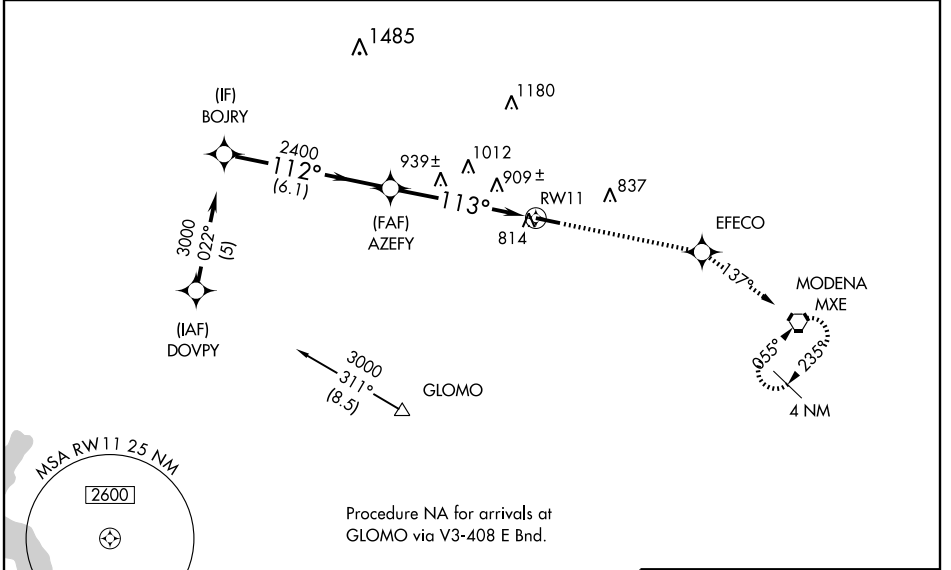 1485
1180
(IF)
BOJRY
2400
112°
(6.1)
939±
1012
909±
837
(FAF)
AZEFY
113°
RW11
814
EFECO
3000
022°
(5)
(IAF)
DOVPY
137°
MODENA
MXE
055°
235°
4 NM
3000
311°
(8.5)
GLOMO
MSA RW11 25 NM
2600
Procedure NA for arrivals at
GLOMO via V3-408 E Bnd.